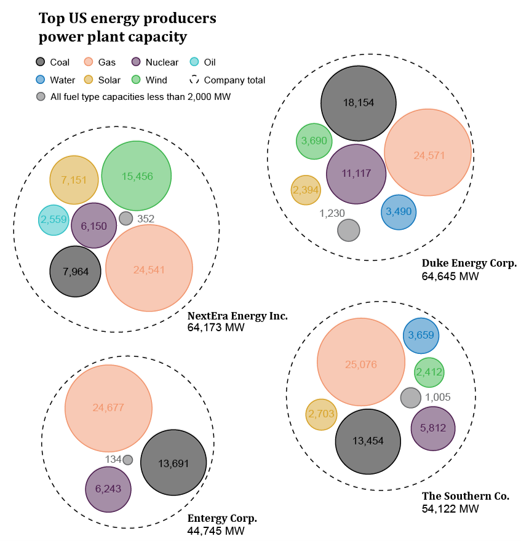 Top US energy producers
power plant capacity
Coal Gas Nuclear Oil
Water Solar Wind Company total
All fuel type capacities less than 2,000 MW
18,154
3,690
24,571
11,117
2,394
3,490
1,230
Duke Energy Corp.
64,645 MW
7,151
15,456
2,559
6,150
352
7,964
24,541
NextEra Energy Inc.
64,173 MW
3,659
25,076
2,412
1,005
2,703
5,812
13,454
The Southern Co.
54,122 MW
24,677
134
13,691
6,243
Entergy Corp.
44,745 MW